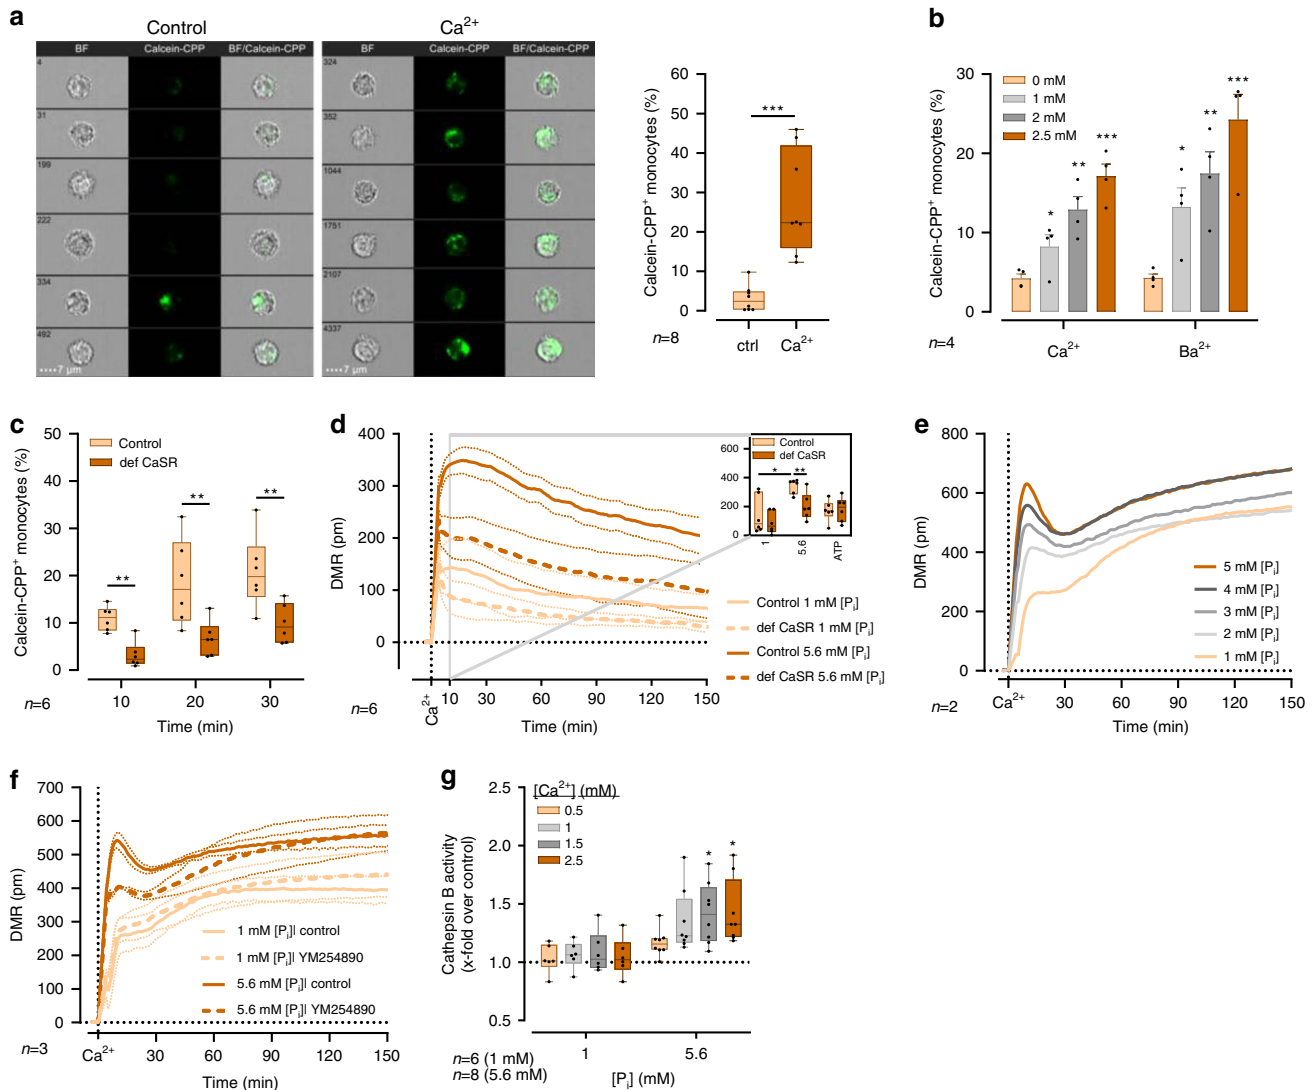 a
Control
Ca²⁺
BF Calcein-CPP BF/Calcein-CPP
BF Calcein-CPP BF/Calcein-CPP
4
31
199
222
334
492
7 µm
324
352
1044
1751
2107
4337
7 µm
Calcein-CPP⁺ monocytes (%)
60
50
40
30
20
10
0
***
ctrl Ca²⁺
n=8
b
Calcein-CPP⁺ monocytes (%)
30
20
10
0
0 mM
1 mM
2 mM
2.5 mM
* ** *** * ** ***
Ca²⁺ Ba²⁺
n=4
c
Calcein-CPP⁺ monocytes (%)
50
40
30
20
10
0
Control
def CaSR
** ** **
10 20 30
Time (min)
n=6
d
DMR (pm)
400
300
200
100
0
Ca²⁺ 10 30 60 90 120 150
Time (min)
n=6
600
400
200
0
Control
def CaSR
* **
1 5.6 ATP
Control 1 mM [Pᵢ]
def CaSR 1 mM [Pᵢ]
Control 5.6 mM [Pᵢ]
def CaSR 5.6 mM [Pᵢ]
e
DMR (pm)
800
600
400
200
0
5 mM [Pᵢ]
4 mM [Pᵢ]
3 mM [Pᵢ]
2 mM [Pᵢ]
1 mM [Pᵢ]
Ca²⁺ 30 60 90 120 150
Time (min)
n=2
f
DMR (pm)
700
600
500
400
300
200
100
0
1 mM [Pᵢ]l control
1 mM [Pᵢ]l YM254890
5.6 mM [Pᵢ]l control
5.6 mM [Pᵢ]l YM254890
Ca²⁺ 30 60 90 120 150
Time (min)
n=3
g
Cathepsin B activity
(x-fold over control)
2.5
2.0
1.5
1.0
0.5
[Ca²⁺] (mM)
0.5
1
1.5
2.5
* *
1 5.6
[Pᵢ] (mM)
n=6 (1 mM)
n=8 (5.6 mM)